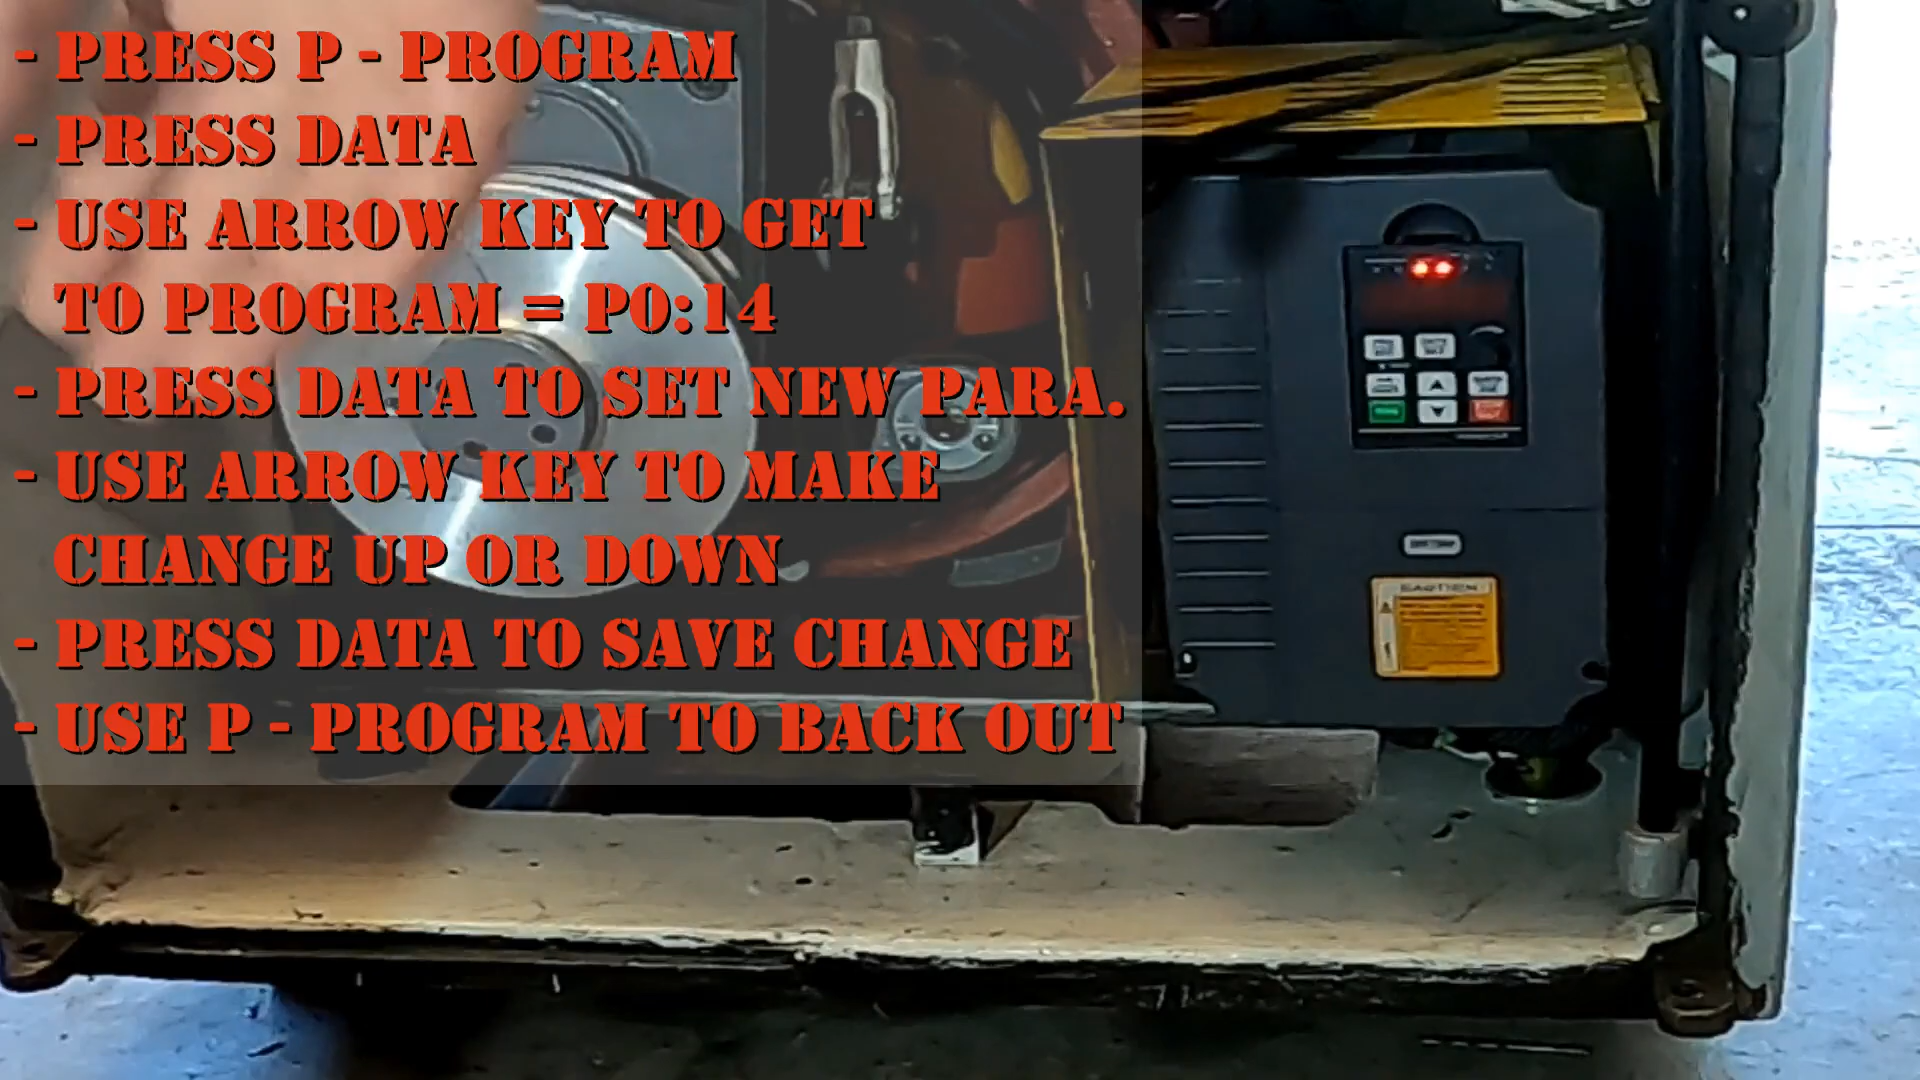 - PRESS P - PROGRAM
- PRESS DATA
- USE ARROW KEY TO GET
TO PROGRAM = P0:14
- PRESS DATA TO SET NEW PARA.
- USE ARROW KEY TO MAKE
CHANGE UP OR DOWN
- PRESS DATA TO SAVE CHANGE
- USE P - PROGRAM TO BACK OUT
CAUTION